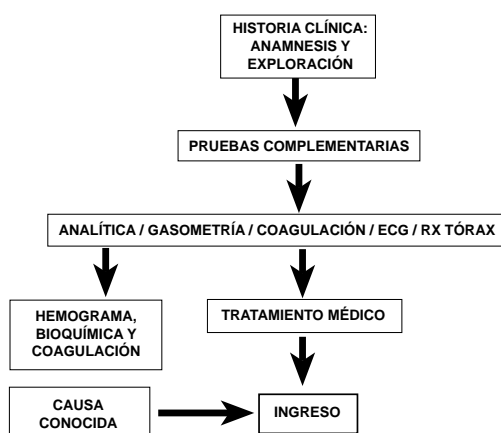 HISTORIA CLÍNICA:
ANAMNESIS Y
EXPLORACIÓN
PRUEBAS COMPLEMENTARIAS
ANALÍTICA / GASOMETRÍA / COAGULACIÓN / ECG / RX TÓRAX
HEMOGRAMA,
BIOQUÍMICA Y
COAGULACIÓN
TRATAMIENTO MÉDICO
CAUSA
CONOCIDA
INGRESO